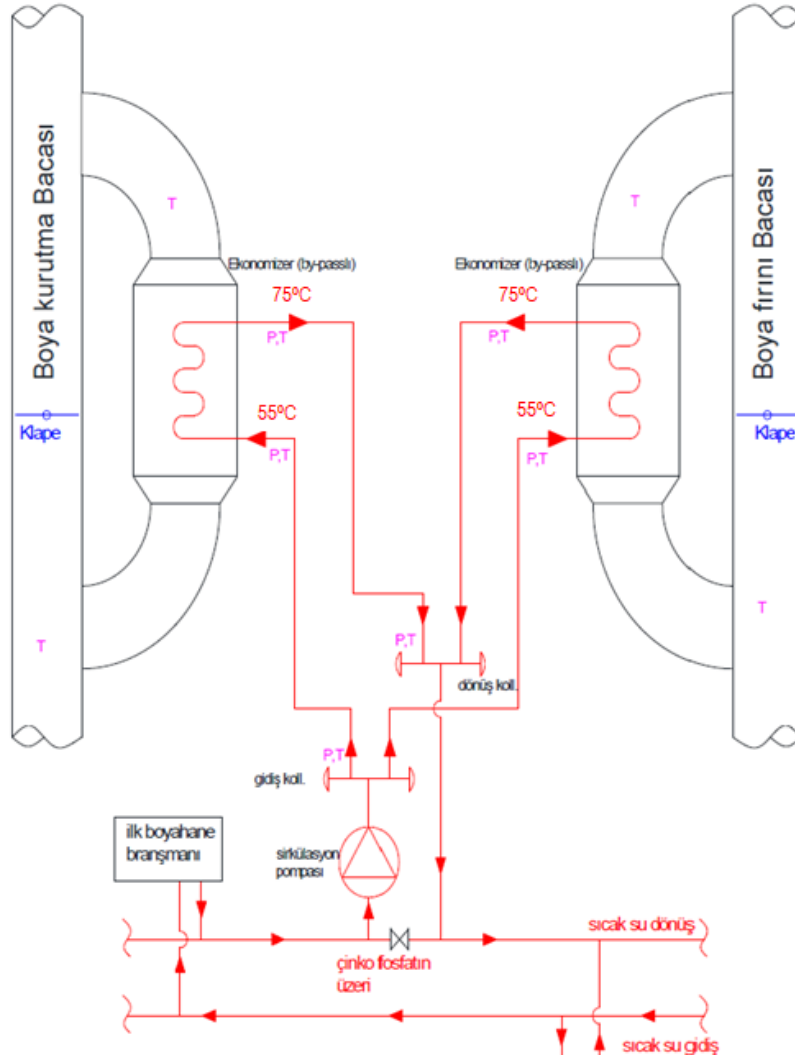 Boya kurutma Bacası
Boya fırını Bacası
T
T
Ekonomizer (by-passlı)
Ekonomizer (by-passlı)
75ºC
75ºC
P,T
P,T
55ºC
55ºC
Klape
Klape
P,T
P,T
T
T
P,T
dönüş koll.
P,T
gidiş koll.
ilk boyahane
branşmanı
sirkülasyon
pompası
sıcak su dönüş
çinko fosfatın
üzeri
sıcak su gidiş